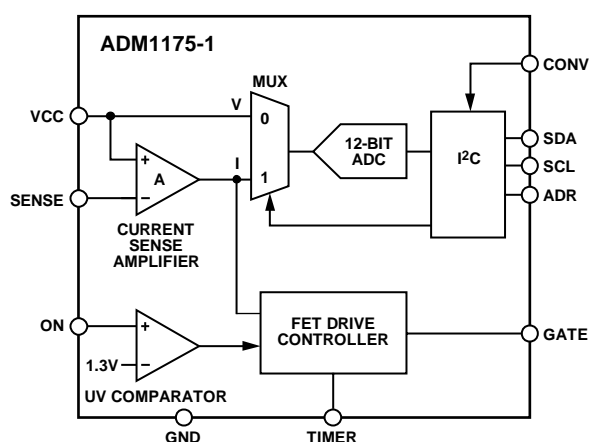 ADM1175-1
MUX
CONV
VCC
V
0
12-BIT
ADC
I²C
SDA
SCL
ADR
+
A
−
I
1
SENSE
CURRENT
SENSE
AMPLIFIER
ON
+
1.3V
−
UV COMPARATOR
FET DRIVE
CONTROLLER
GATE
GND
TIMER